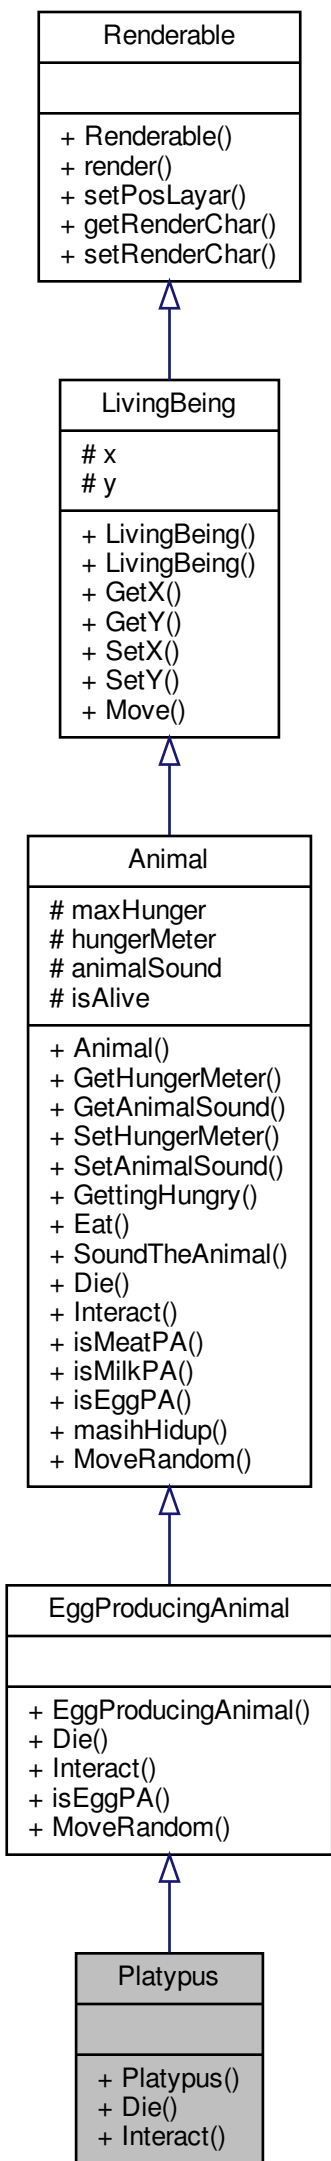 Renderable
+ Renderable()
+ render()
+ setPosLayar()
+ getRenderChar()
+ setRenderChar()
LivingBeing
# x
# y
+ LivingBeing()
+ LivingBeing()
+ GetX()
+ GetY()
+ SetX()
+ SetY()
+ Move()
Animal
# maxHunger
# hungerMeter
# animalSound
# isAlive
+ Animal()
+ GetHungerMeter()
+ GetAnimalSound()
+ SetHungerMeter()
+ SetAnimalSound()
+ GettingHungry()
+ Eat()
+ SoundTheAnimal()
+ Die()
+ Interact()
+ isMeatPA()
+ isMilkPA()
+ isEggPA()
+ masihHidup()
+ MoveRandom()
EggProducingAnimal
+ EggProducingAnimal()
+ Die()
+ Interact()
+ isEggPA()
+ MoveRandom()
Platypus
+ Platypus()
+ Die()
+ Interact()